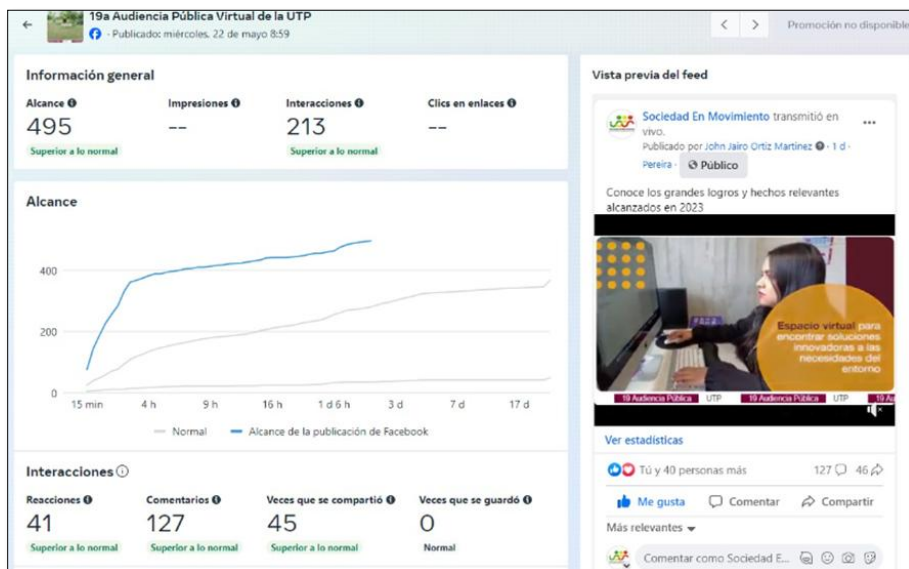 19a Audiencia Pública Virtual de la UTP
· Publicado: miércoles, 22 de mayo 8:59
Promoción no disponible
Información general
Alcance
Impresiones
Interacciones
Clics en enlaces
495
--
213
--
Superior a lo normal
Superior a lo normal
Alcance
400
200
0
15 min
4 h
9 h
16 h
1 d 6 h
3 d
7 d
17 d
Normal
Alcance de la publicación de Facebook
Interacciones
Reacciones
Comentarios
Veces que se compartió
Veces que se guardó
41
127
45
0
Superior a lo normal
Superior a lo normal
Superior a lo normal
Normal
Vista previa del feed
Sociedad En Movimiento transmitió en
vivo.
Publicado por John Jairo Ortiz Martinez · 1 d ·
Pereira · Público
Conoce los grandes logros y hechos relevantes
alcanzados en 2023
Espacio virtual para
encontrar soluciones
innovadoras a las
necesidades del
entorno
19 Audiencia Pública UTP 19 Audiencia Pública UTP 19 Au
Ver estadísticas
Tú y 40 personas más 127 46
Me gusta Comentar Compartir
Más relevantes
Comentar como Sociedad E...